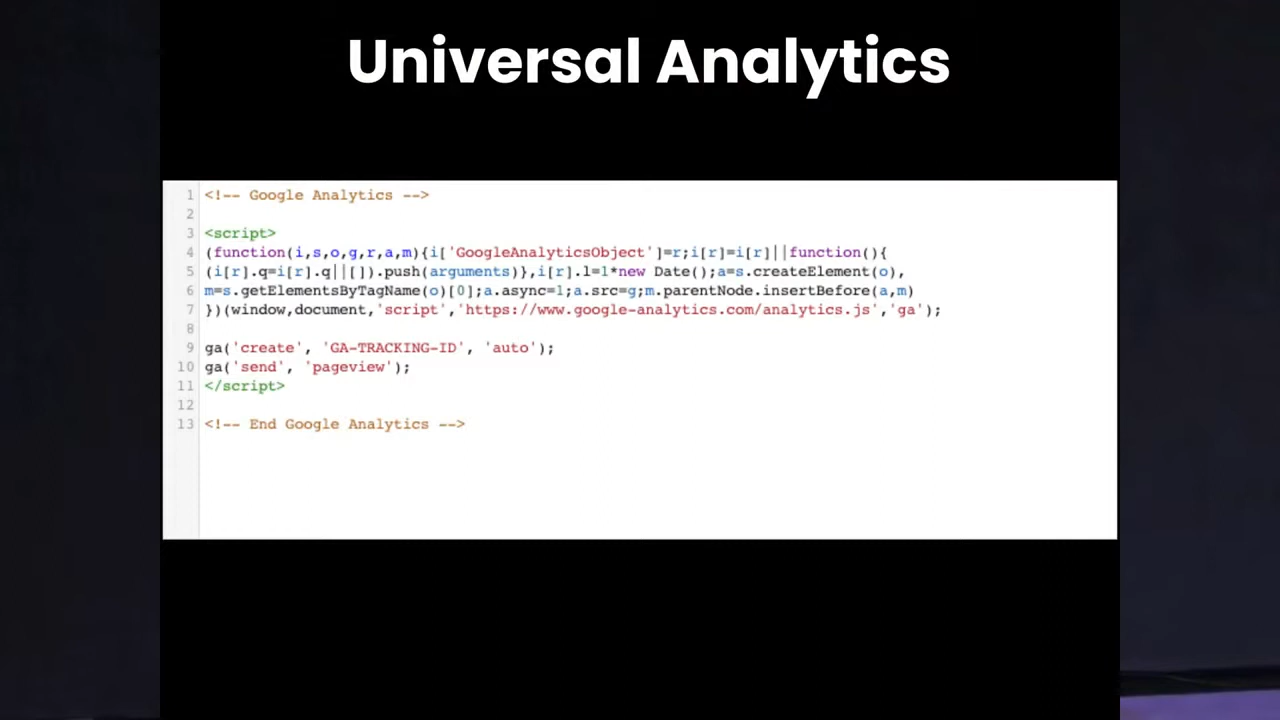 Universal Analytics
1 <!-- Google Analytics -->
2
3 <script>
4 (function(i,s,o,g,r,a,m){i['GoogleAnalyticsObject']=r;i[r]=i[r]||function(){
5 (i[r].q=i[r].q||[]).push(arguments)},i[r].l=1*new Date();a=s.createElement(o),
6 m=s.getElementsByTagName(o)[0];a.async=1;a.src=g;m.parentNode.insertBefore(a,m)
7 })(window,document,'script','https://www.google-analytics.com/analytics.js','ga');
8
9 ga('create', 'GA-TRACKING-ID', 'auto');
10 ga('send', 'pageview');
11 </script>
12
13 <!-- End Google Analytics -->